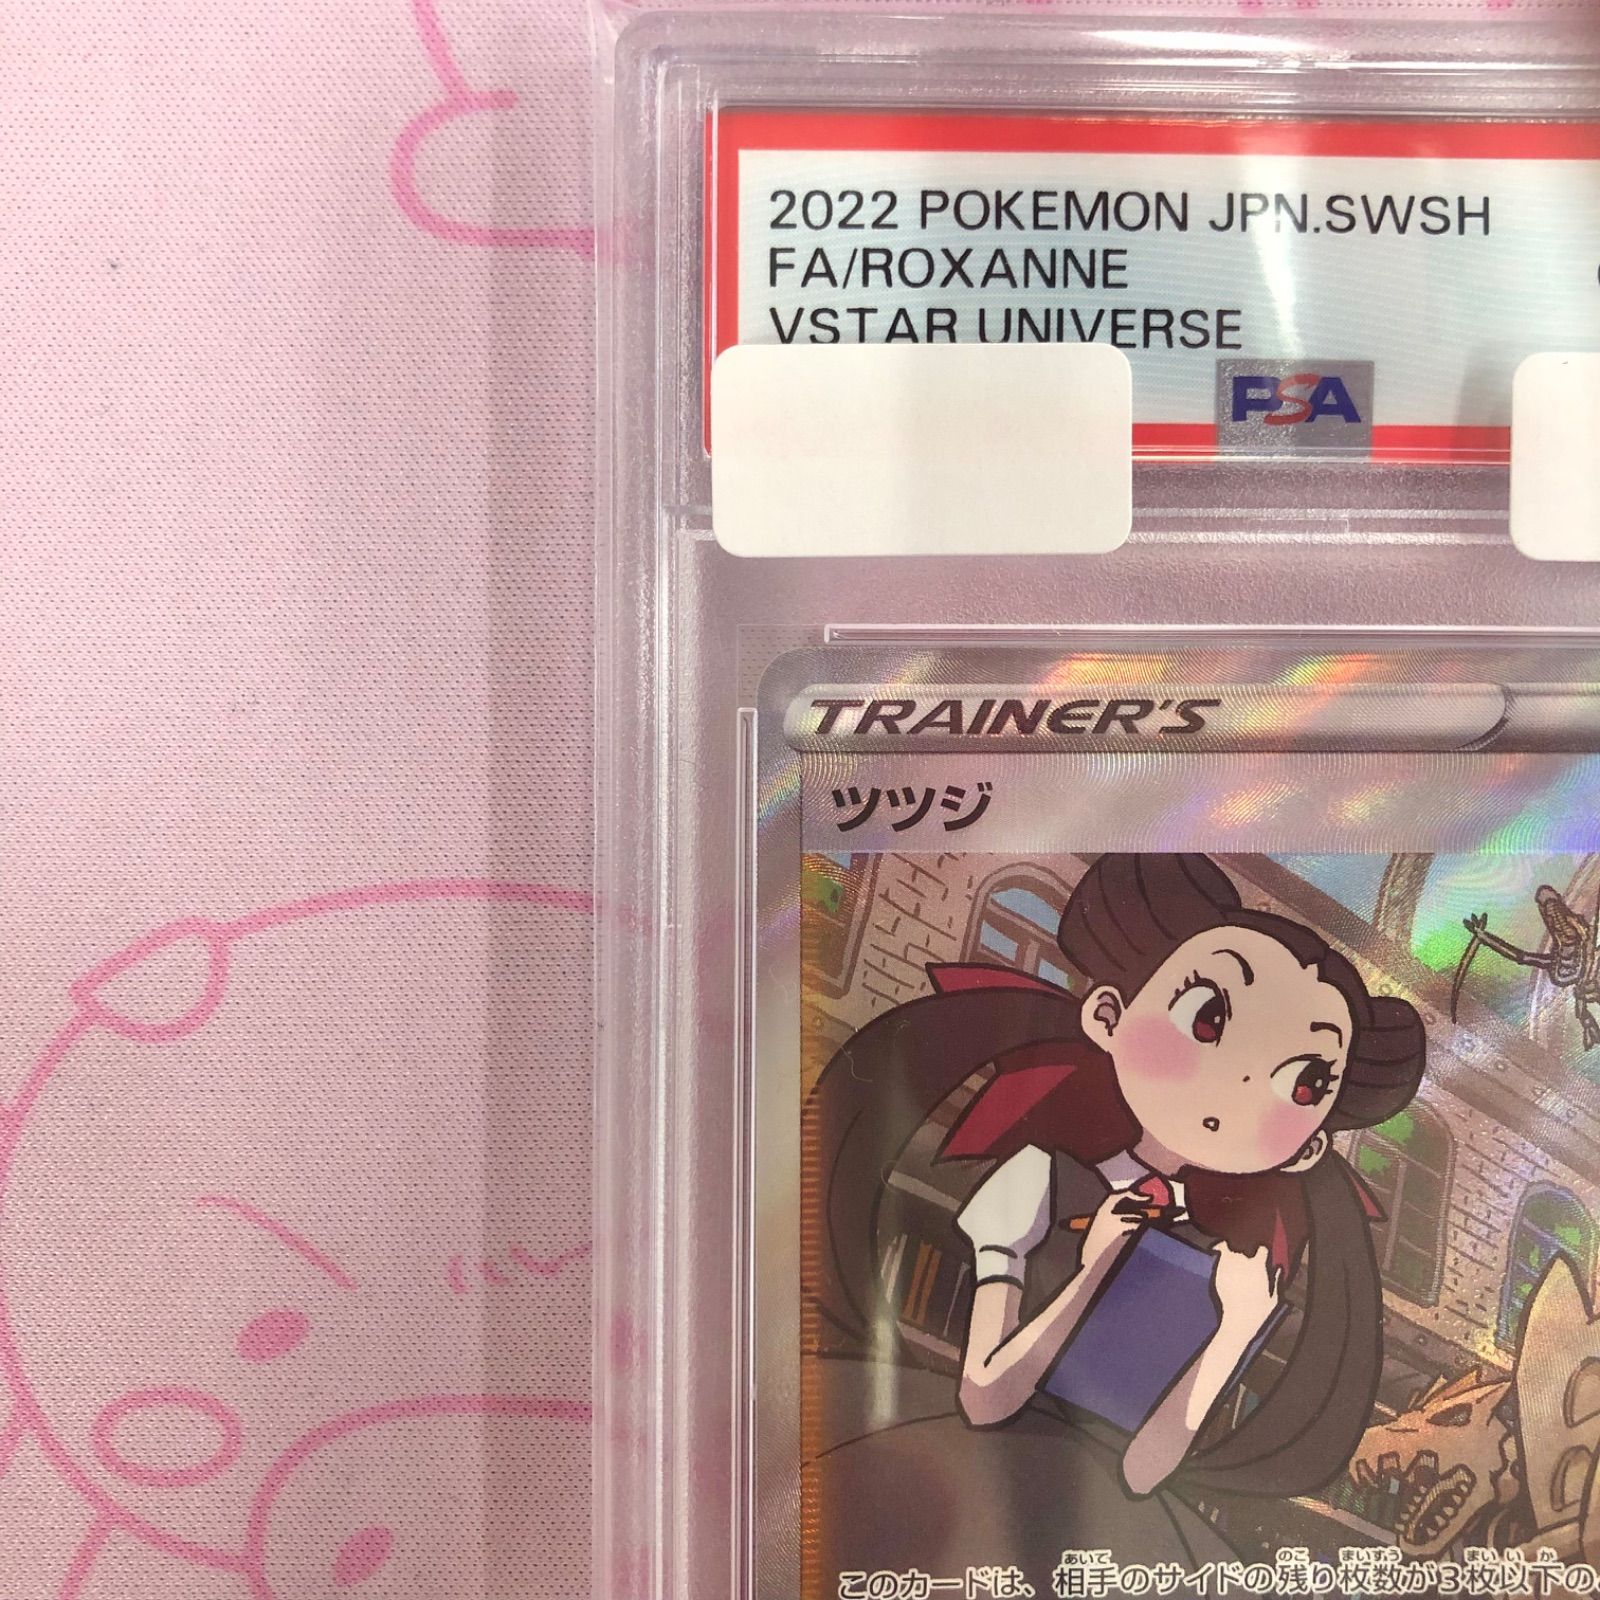 2022 POKEMON JPN.SWSH
FA/ROXANNE
VSTAR UNIVERSE
PSA
TRAINER'S
ツツジ
このカードは、相手のサイドの残り枚数が3枚以下の